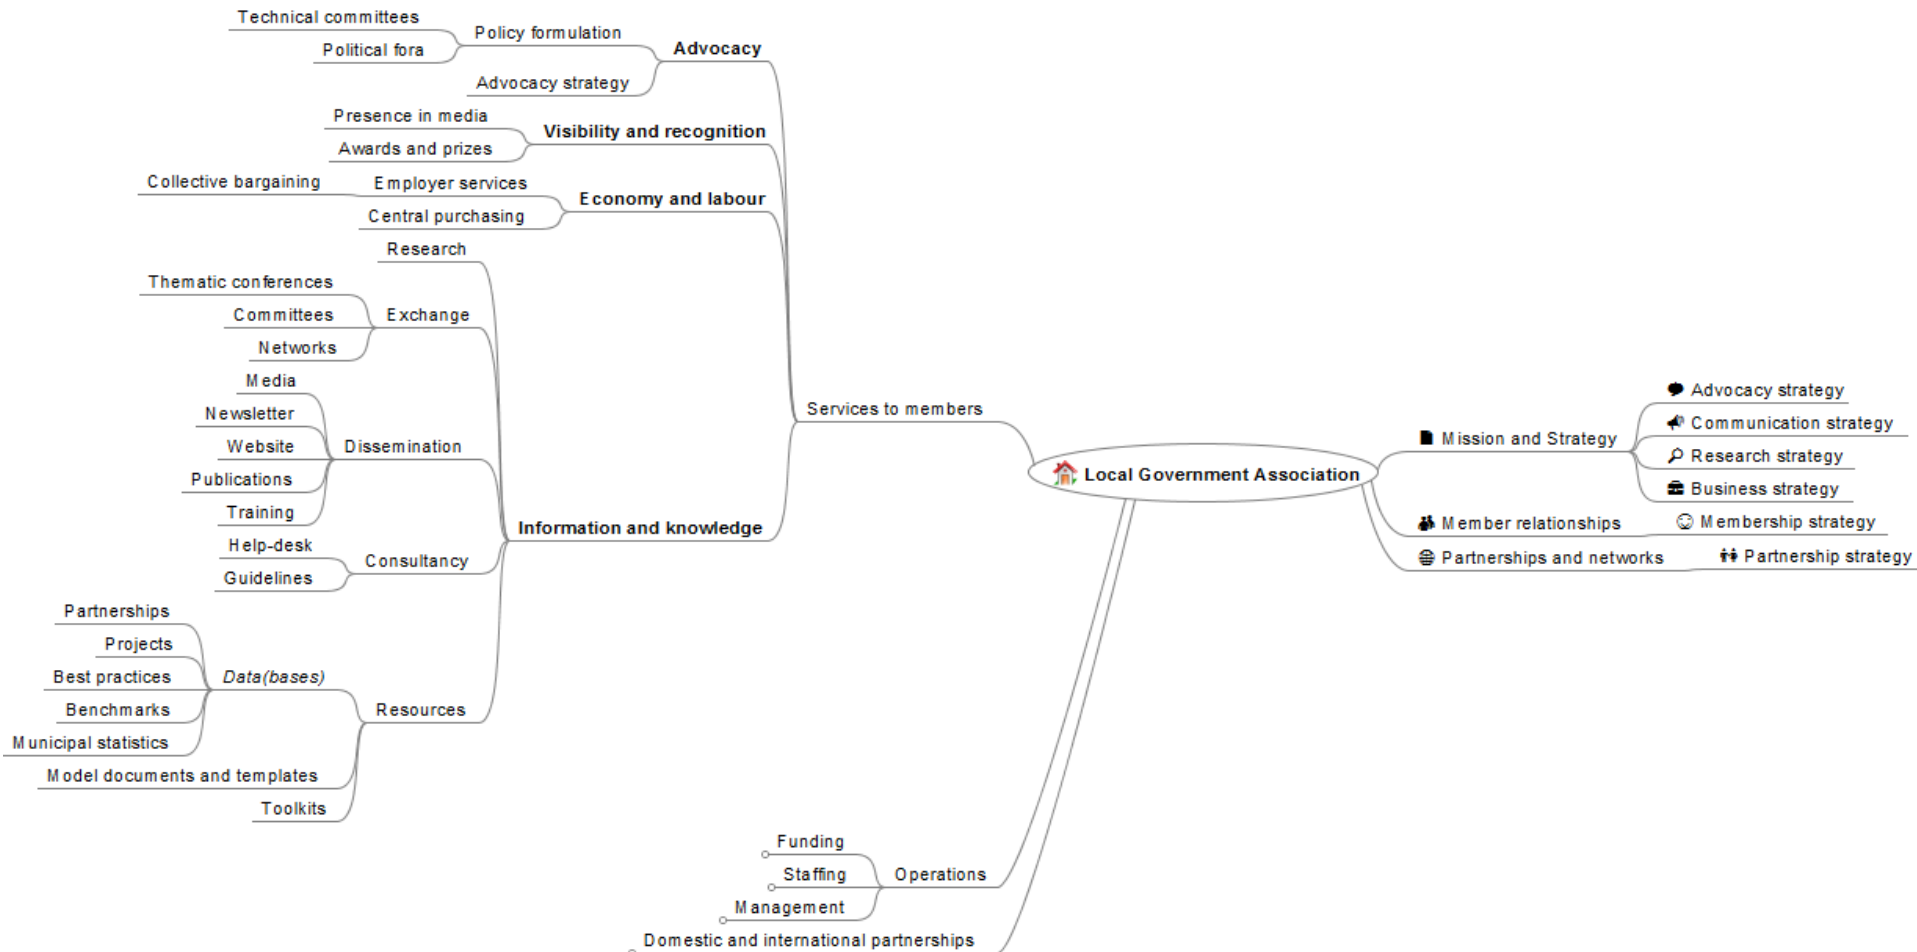 Technical committees
Policy formulation
Political fora
Advocacy
Advocacy strategy
Presence in media
Visibility and recognition
Awards and prizes
Collective bargaining
Employer services
Economy and labour
Central purchasing
Research
Thematic conferences
Committees
Exchange
Networks
Media
Newsletter
Website
Dissemination
Publications
Training
Information and knowledge
Help-desk
Consultancy
Guidelines
Partnerships
Projects
Best practices
Data(bases)
Benchmarks
Resources
Municipal statistics
Model documents and templates
Toolkits
Services to members
Local Government Association
Mission and Strategy
Advocacy strategy
Communication strategy
Research strategy
Business strategy
Member relationships
Membership strategy
Partnerships and networks
Partnership strategy
Funding
Staffing
Operations
Management
Domestic and international partnerships